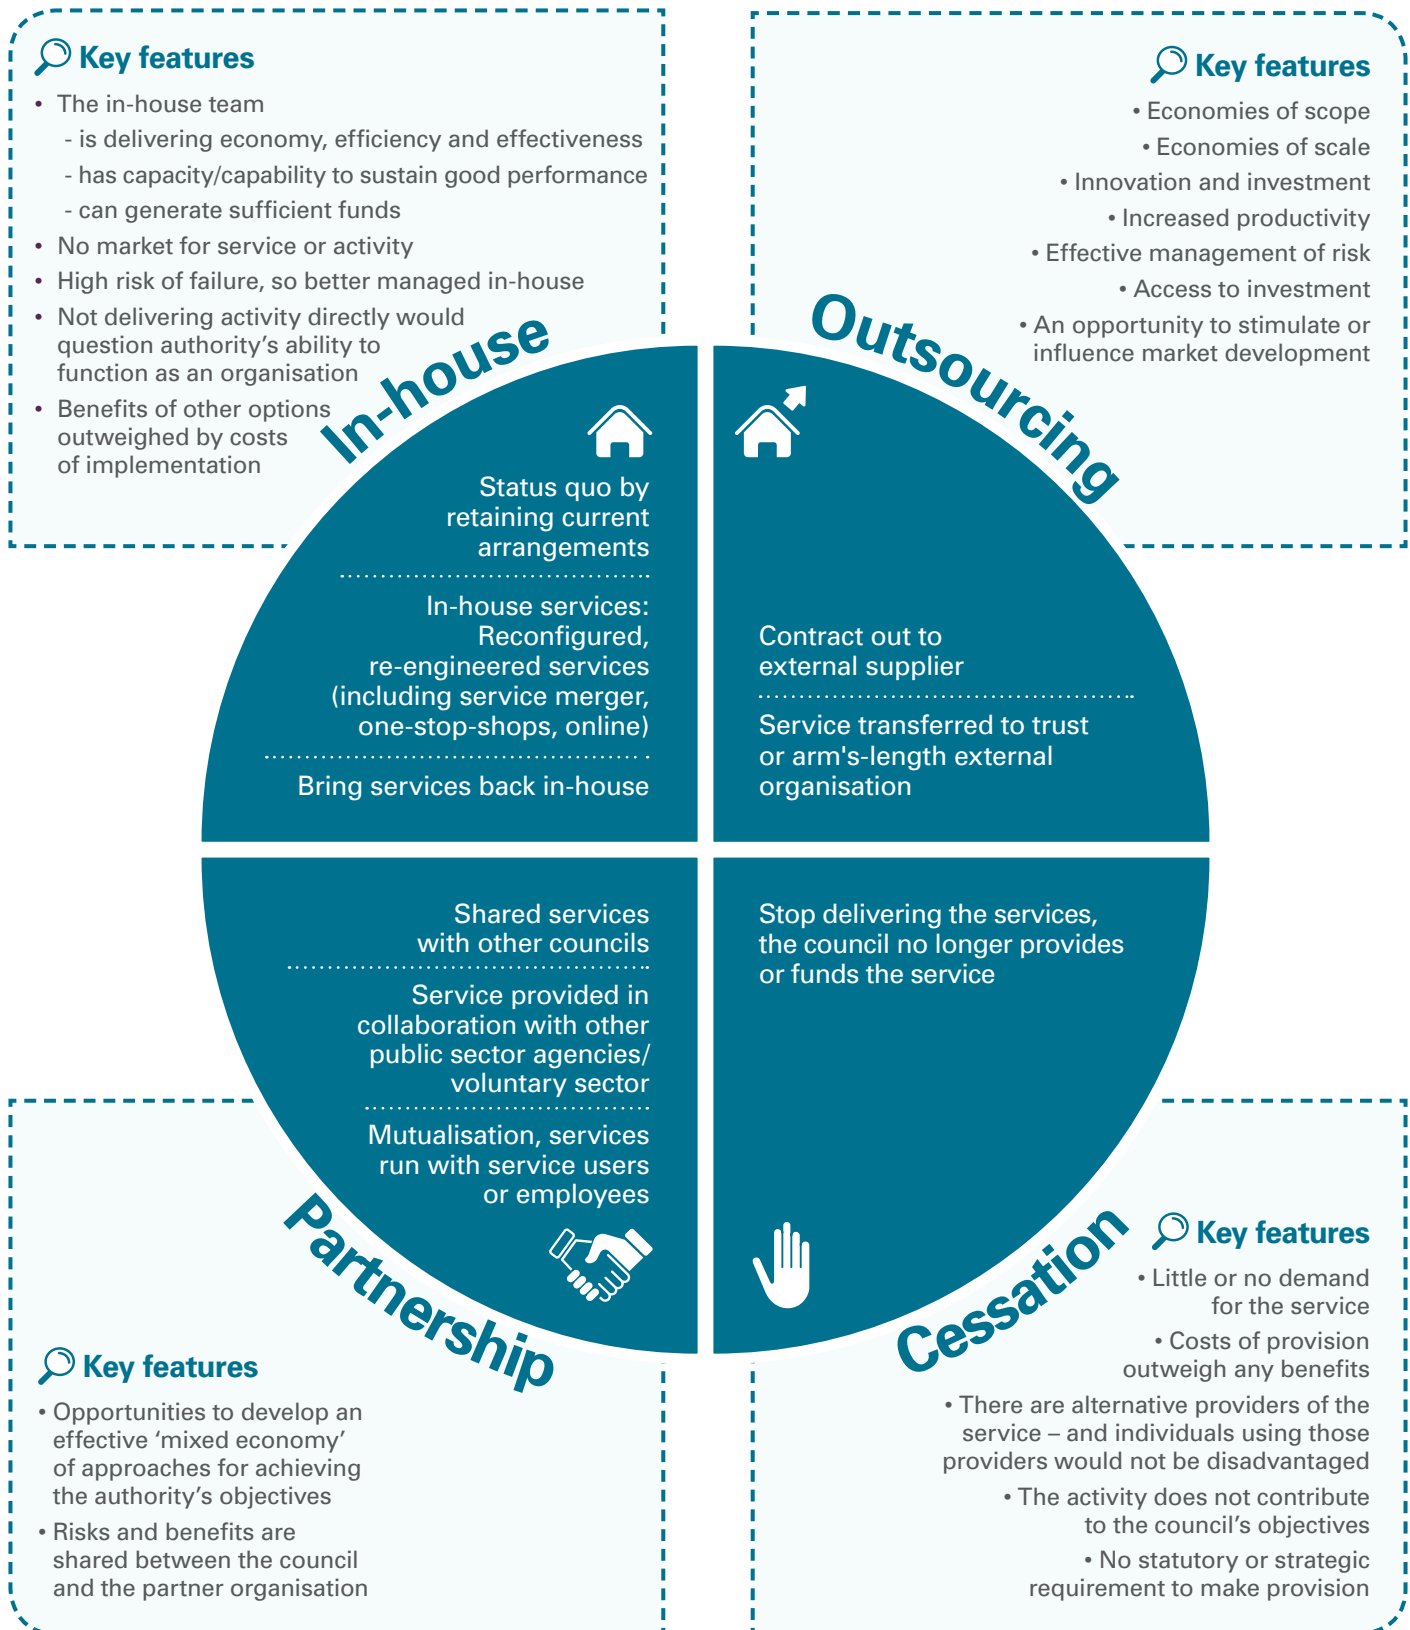 Key features
• The in-house team
- is delivering economy, efficiency and effectiveness
- has capacity/capability to sustain good performance
- can generate sufficient funds
• No market for service or activity
• High risk of failure, so better managed in-house
• Not delivering activity directly would
question authority’s ability to
function as an organisation
• Benefits of other options
outweighed by costs
of implementation
In-house
Status quo by
retaining current
arrangements
In-house services:
Reconfigured,
re-engineered services
(including service merger,
one-stop-shops, online)
Bring services back in-house
Key features
• Economies of scope
• Economies of scale
• Innovation and investment
• Increased productivity
• Effective management of risk
• Access to investment
• An opportunity to stimulate or
influence market development
Outsourcing
Contract out to
external supplier
Service transferred to trust
or arm's-length external
organisation
Shared services
with other councils
Service provided in
collaboration with other
public sector agencies/
voluntary sector
Mutualisation, services
run with service users
or employees
Partnership
Key features
• Opportunities to develop an
effective ‘mixed economy’
of approaches for achieving
the authority’s objectives
• Risks and benefits are
shared between the council
and the partner organisation
Stop delivering the services,
the council no longer provides
or funds the service
Cessation
Key features
• Little or no demand
for the service
• Costs of provision
outweigh any benefits
• There are alternative providers of the
service – and individuals using those
providers would not be disadvantaged
• The activity does not contribute
to the council’s objectives
• No statutory or strategic
requirement to make provision